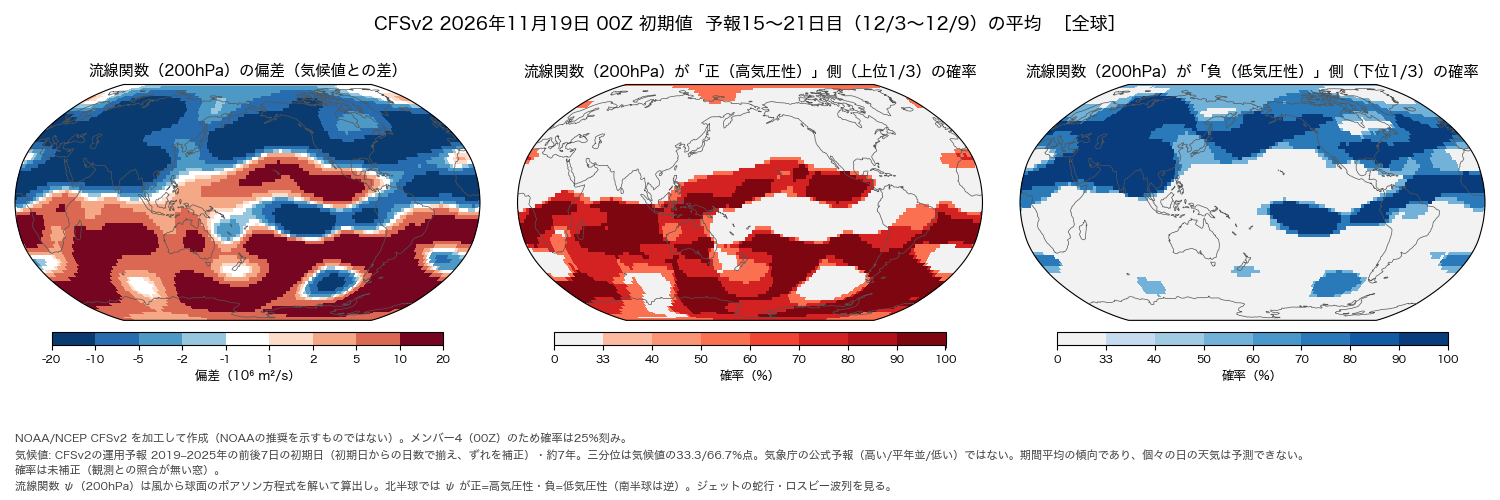 CFSv2 2026年11月19日 00Z 初期値  予報15～21日目（12/3～12/9）の平均  ［全球］
流線関数（200hPa）の偏差（気候値との差）
流線関数（200hPa）が「正（高気圧性）」側（上位1/3）の確率
流線関数（200hPa）が「負（低気圧性）」側（下位1/3）の確率
-20 -10 -5 -2 -1 1 2 5 10 20
偏差（10⁶ m²/s）
0 33 40 50 60 70 80 90 100
確率（%）
0 33 40 50 60 70 80 90 100
確率（%）
NOAA/NCEP CFSv2 を加工して作成（NOAAの推奨を示すものではない）。メンバー4（00Z）のため確率は25%刻み。
気候値: CFSv2の運用予報 2019–2025年の前後7日の初期日（初期日からの日数で揃え、ずれを補正）・約7年。三分位は気候値の33.3/66.7%点。気象庁の公式予報（高い/平年並/低い）ではない。期間平均の傾向であり、個々の日の天気は予測できない。
確率は未補正（観測との照合が無い窓）。
流線関数 ψ（200hPa）は風から球面のポアソン方程式を解いて算出し。北半球では ψ が正=高気圧性・負=低気圧性（南半球は逆）。ジェットの蛇行・ロスビー波列を見る。